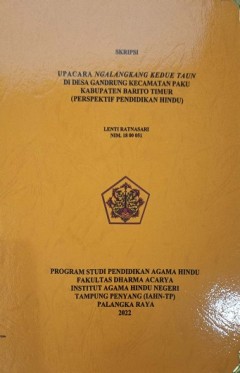 SKRIPSI
UPACARA NGALANGKANG KEDUE TAUN
DI DESA GANDRUNG KECAMATAN PAKU
KABUPATEN BARITO TIMUR
(PERSPEKTIF PENDIDIKAN HINDU)
LENTI RATNASARI
NIM. 18 00 051
PROGRAM STUDI PENDIDIKAN AGAMA HINDU
FAKULTAS DHARMA ACARYA
INSTITUT AGAMA HINDU NEGERI
TAMPUNG PENYANG (IAHN-TP)
PALANGKA RAYA
2022